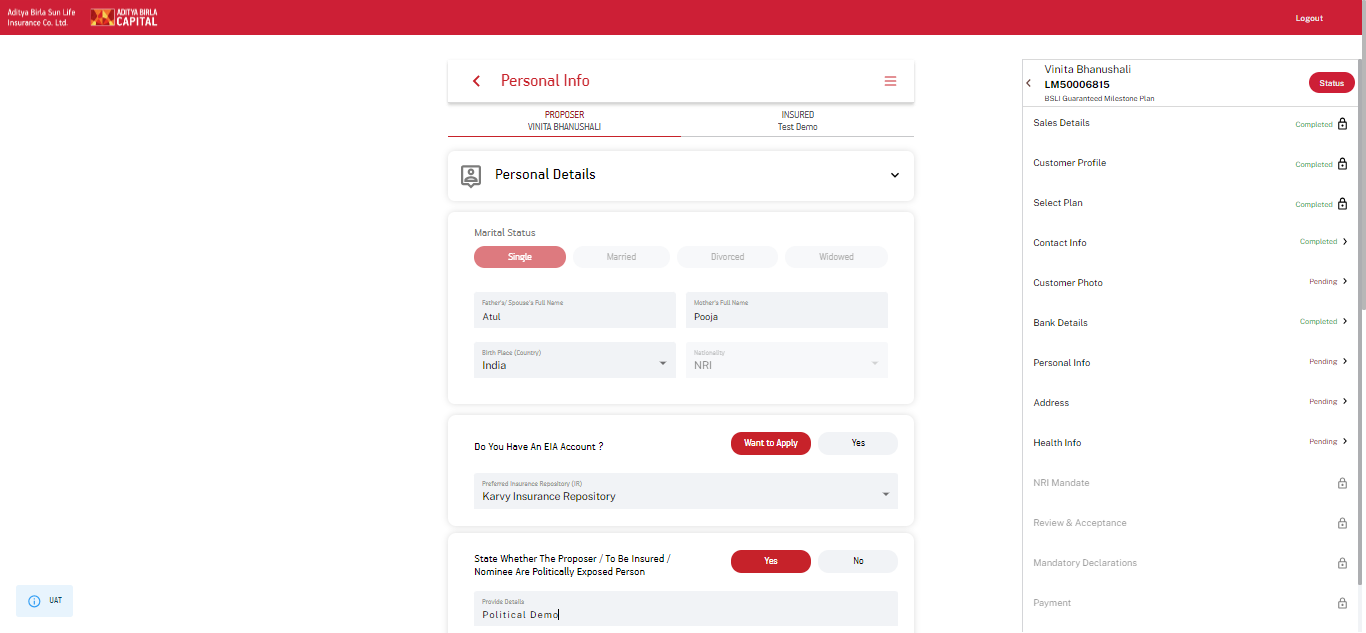 Aditya Birla Sun Life
Insurance Co. Ltd.
ADITYA BIRLA
CAPITAL
Logout
Personal Info
PROPOSER
VINITA BHANUSHALI
INSURED
Test Demo
Personal Details
Marital Status
Single
Married
Divorced
Widowed
Father's/ Spouse's Full Name
Atul
Mother's Full Name
Pooja
Birth Place (Country)
India
Nationality
NRI
Do You Have An EIA Account ?
Want to Apply
Yes
Preferred Insurance Repository (IR)
Karvy Insurance Repository
State Whether The Proposer / To Be Insured /
Nominee Are Politically Exposed Person
Yes
No
Provide Details
Political Demo
UAT
Vinita Bhanushali
LM50006815
BSLI Guaranteed Milestone Plan
Status
Sales Details
Completed
Customer Profile
Completed
Select Plan
Completed
Contact Info
Completed
Customer Photo
Pending
Bank Details
Completed
Personal Info
Pending
Address
Pending
Health Info
Pending
NRI Mandate
Review & Acceptance
Mandatory Declarations
Payment